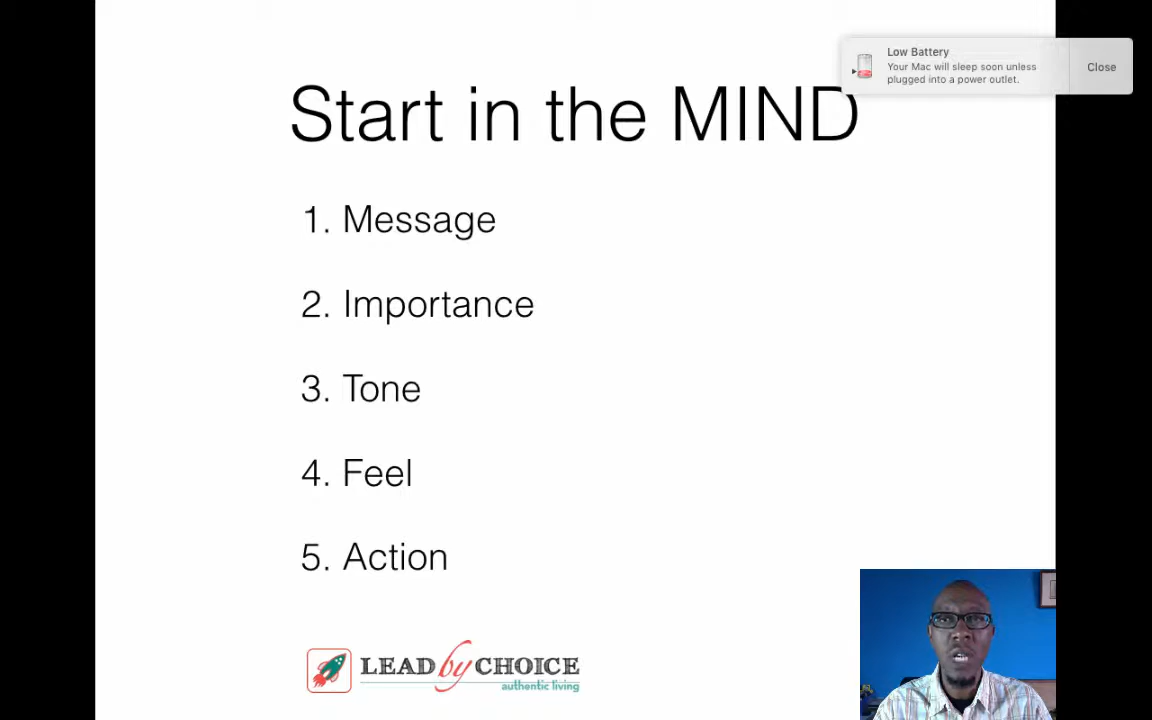 Low Battery
Your Mac will sleep soon unless
plugged into a power outlet.
Close
Start in the MIND
1. Message
2. Importance
3. Tone
4. Feel
5. Action
LEAD by CHOICE
authentic living